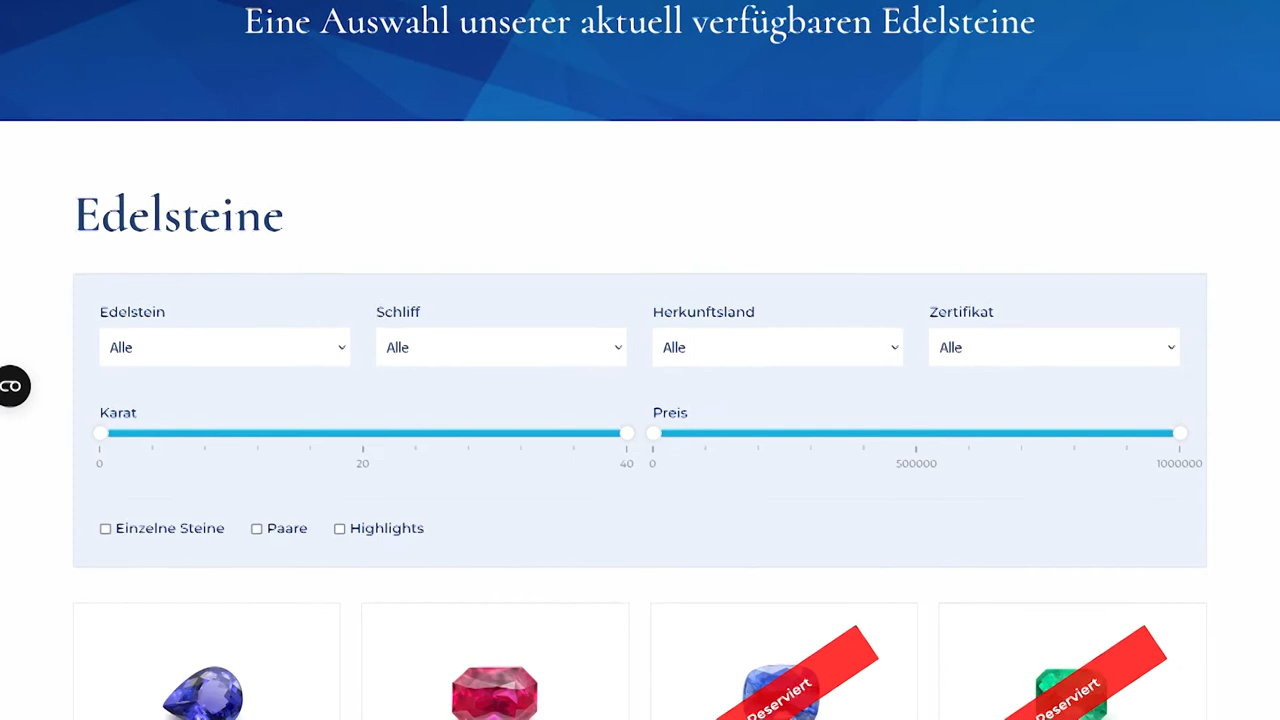 Eine Auswahl unserer aktuell verfügbaren Edelsteine
Edelsteine
Edelstein Schliff Herkunftsland Zertifikat
Alle Alle Alle Alle
Karat Preis
0 20 40 0 500000 1000000
Einzelne Steine Paare Highlights
Reserviert Reserviert